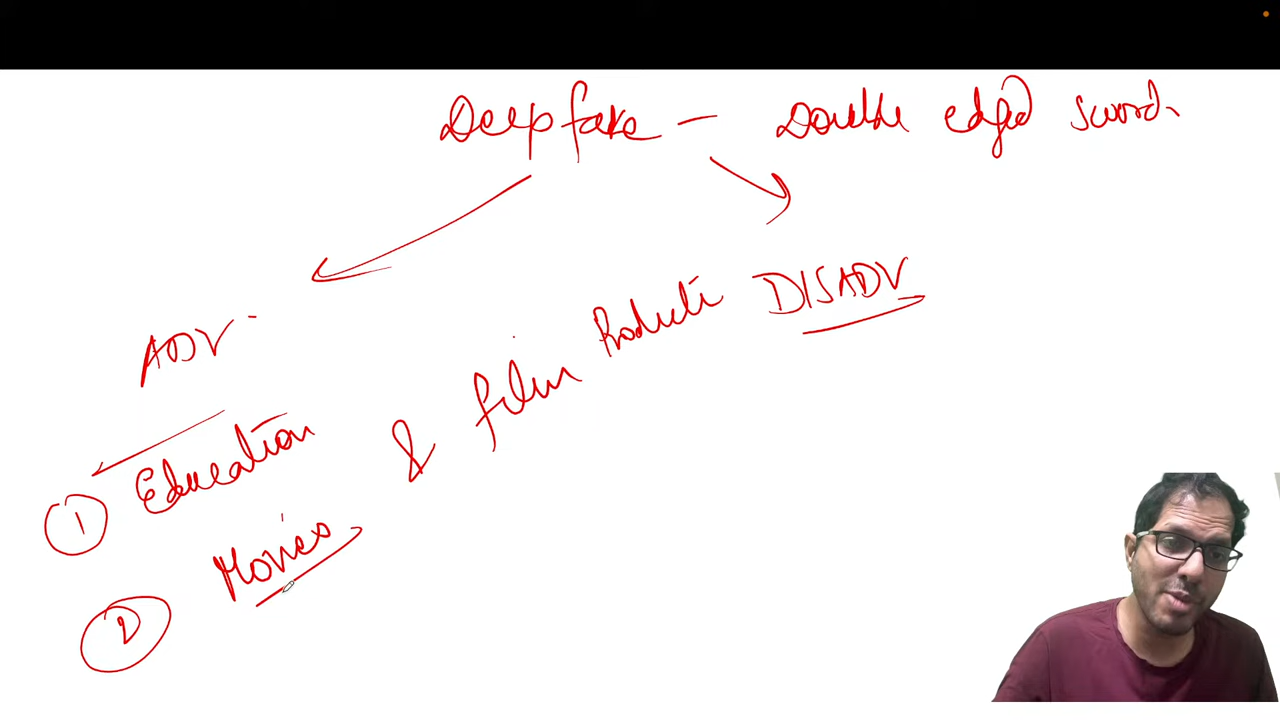 Deepfake - Double edged sword.
DISADV
ADV.
① Education & film Producti
② Movies